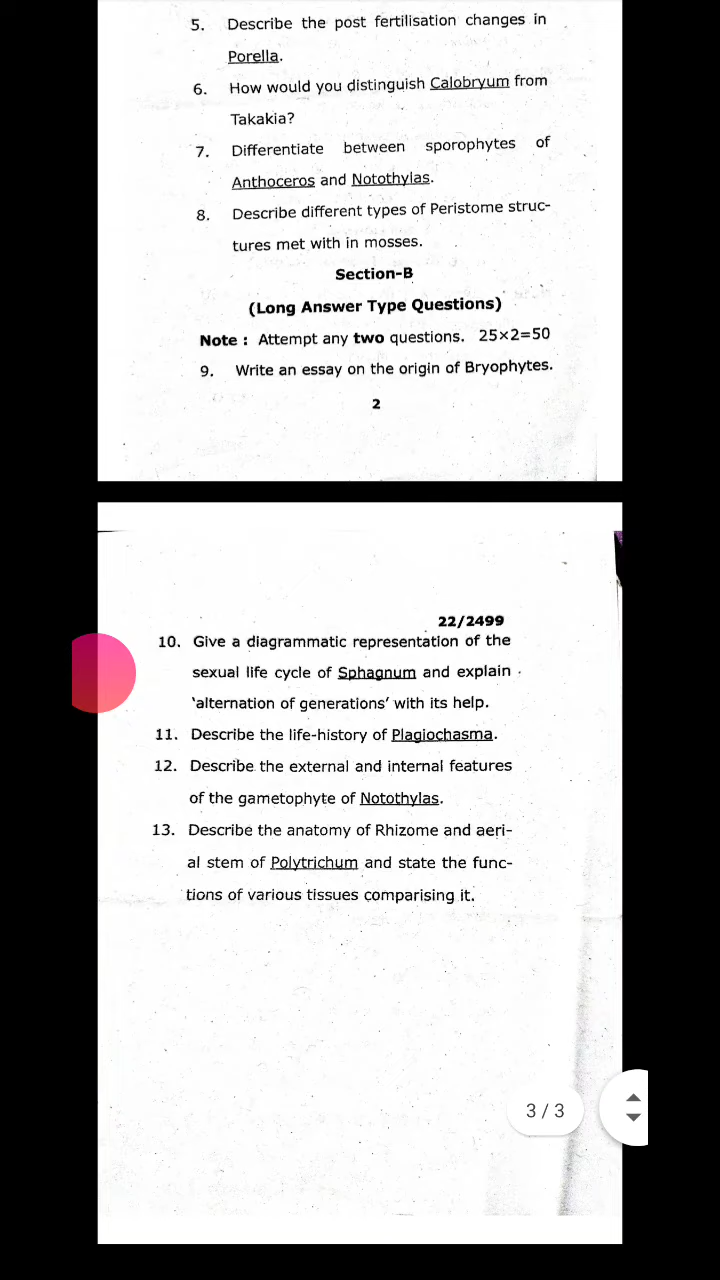 5. Describe the post fertilisation changes in
Porella.
6. How would you distinguish Calobryum from
Takakia?
7. Differentiate between sporophytes of
Anthoceros and Notothylas.
8. Describe different types of Peristome struc-
tures met with in mosses.
Section-B
(Long Answer Type Questions)
Note : Attempt any two questions. 25×2=50
9. Write an essay on the origin of Bryophytes.
2
22/2499
10. Give a diagrammatic representation of the
sexual life cycle of Sphagnum and explain
‘alternation of generations’ with its help.
11. Describe the life-history of Plagiochasma.
12. Describe the external and internal features
of the gametophyte of Notothylas.
13. Describe the anatomy of Rhizome and aeri-
al stem of Polytrichum and state the func-
tions of various tissues comparising it.
3 / 3